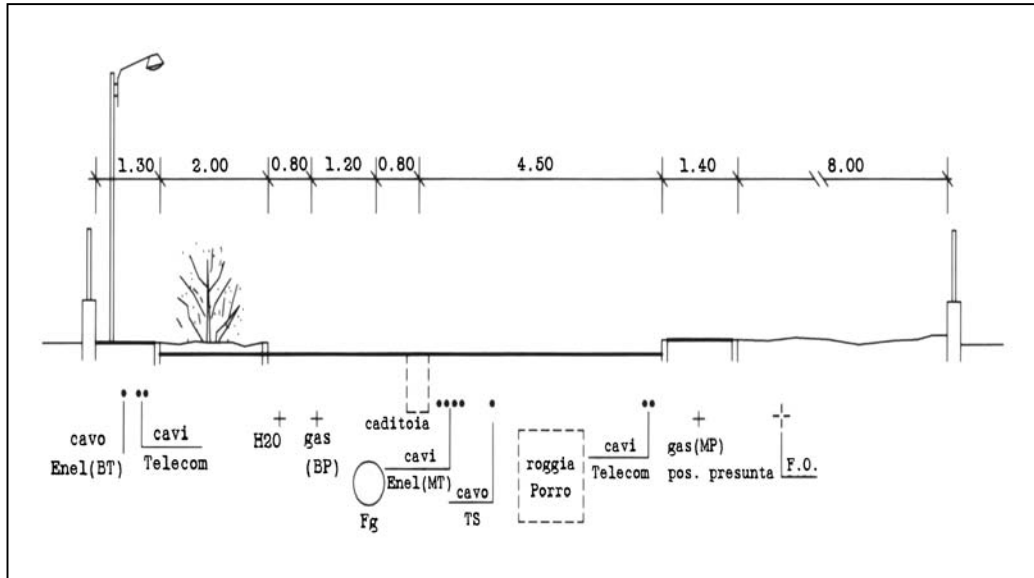 1.30 2.00 0.80 1.20 0.80 4.50 1.40 8.00
cavo
Enel(BT)
cavi
Telecom
H20
gas
(BP)
caditoia
Fg
cavi
Enel(MT)
cavo
TS
roggia
Porro
cavi
Telecom
gas(MP)
pos. presunta
F.O.